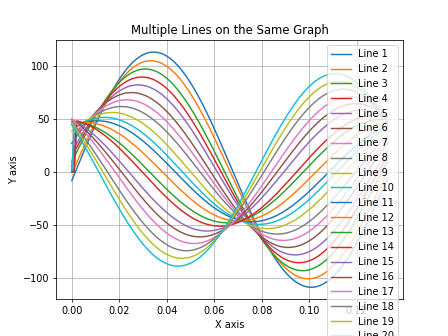 Multiple Lines on the Same Graph
Y axis
100
50
0
−50
−100
0.00
0.02
0.04
0.06
0.08
0.10
X axis
Line 1
Line 2
Line 3
Line 4
Line 5
Line 6
Line 7
Line 8
Line 9
Line 10
Line 11
Line 12
Line 13
Line 14
Line 15
Line 16
Line 17
Line 18
Line 19
Line 20